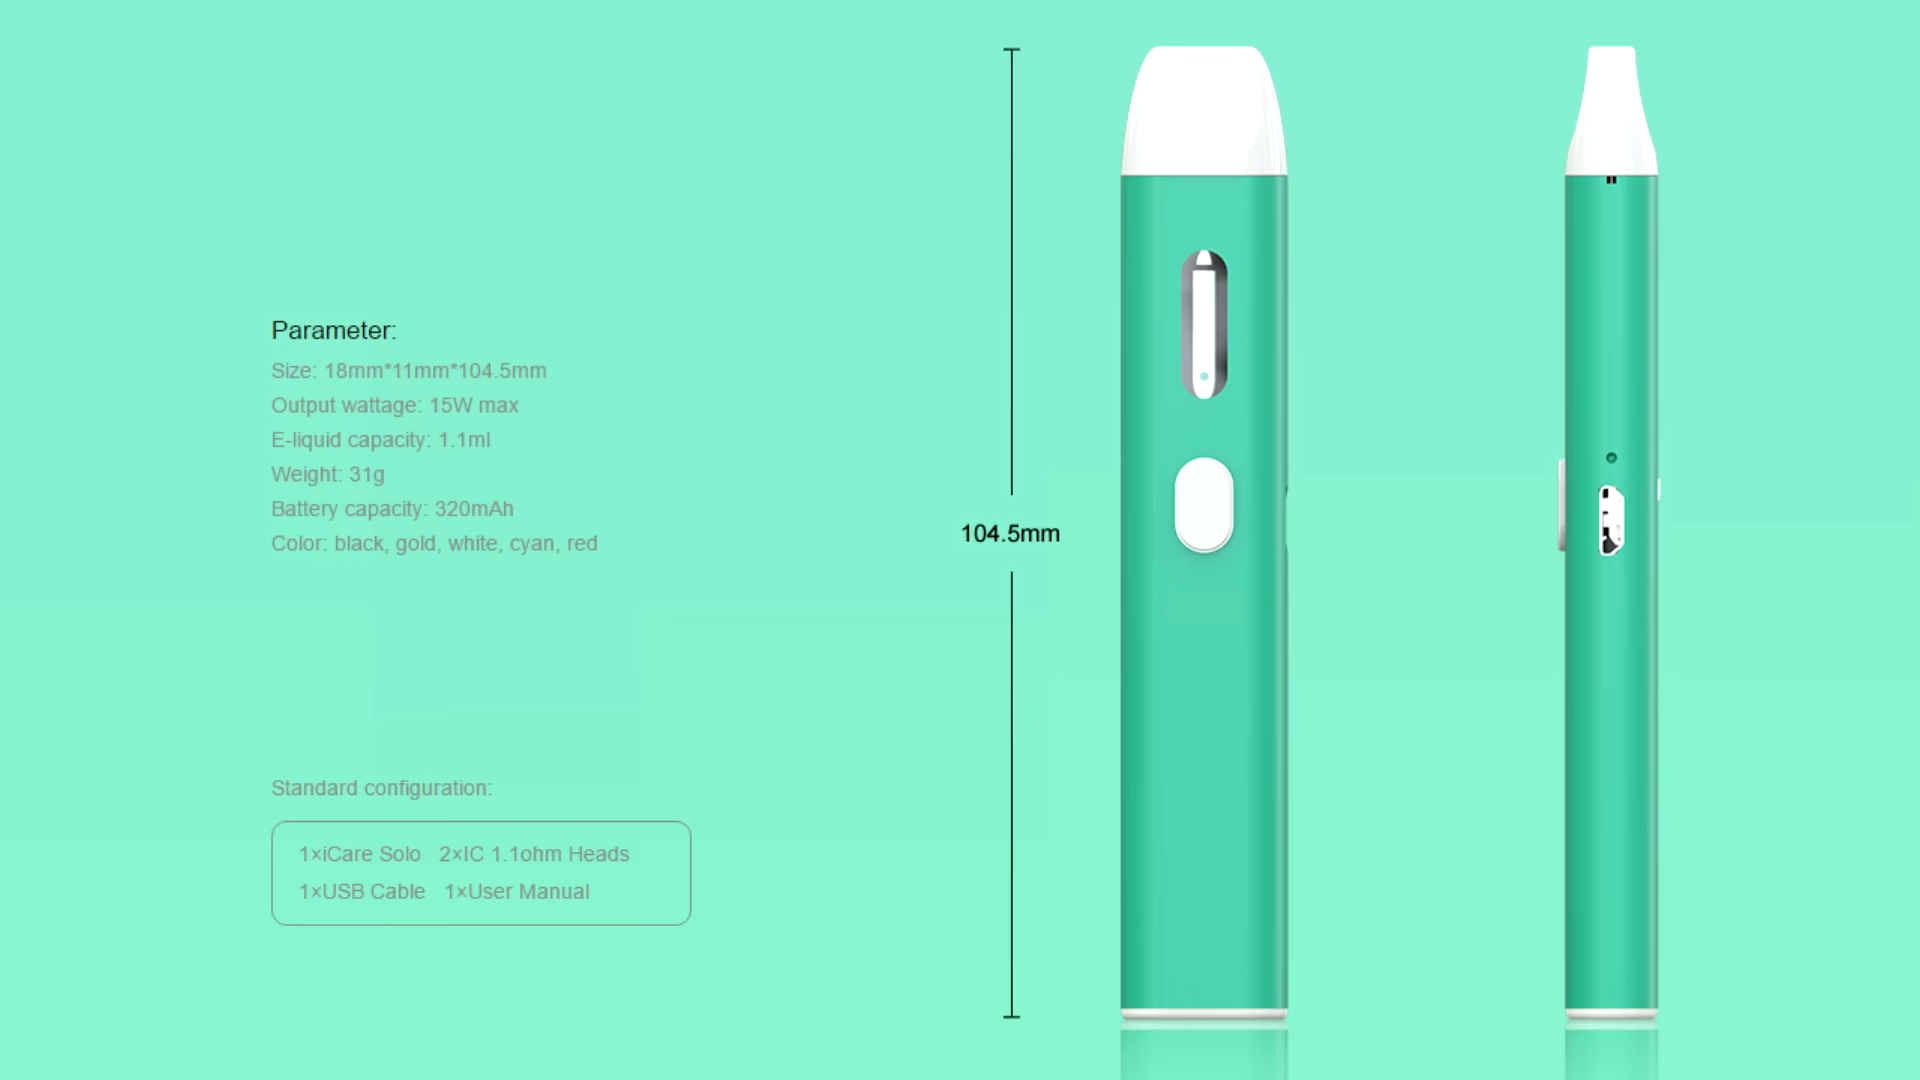 Parameter:
Size: 18mm*11mm*104.5mm
Output wattage: 15W max
E-liquid capacity: 1.1ml
Weight: 31g
Battery capacity: 320mAh
Color: black, gold, white, cyan, red
104.5mm
Standard configuration:
1×iCare Solo 2×IC 1.1ohm Heads
1×USB Cable 1×User Manual